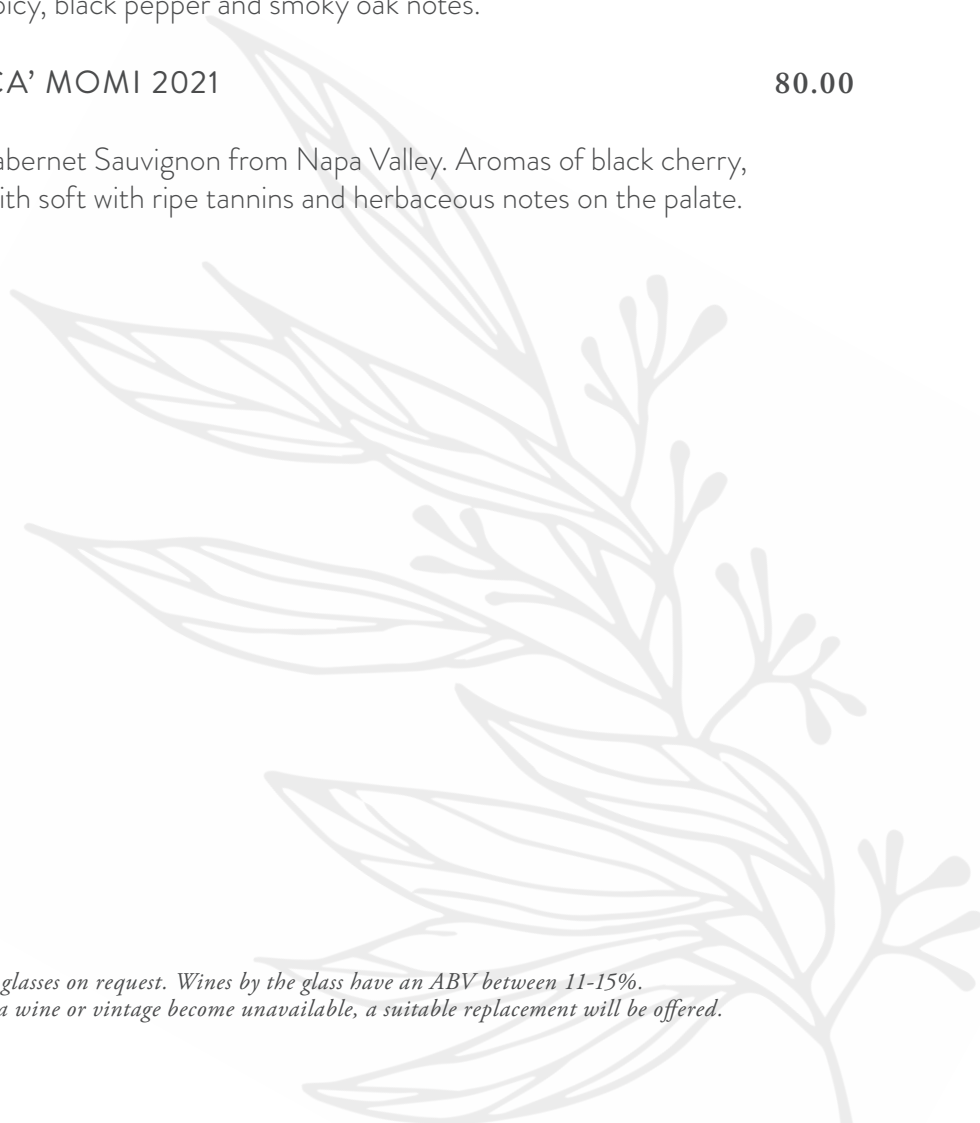 picy, black pepper and smoky oak notes.
CA’ MOMI 2021 80.00
abernet Sauvignon from Napa Valley. Aromas of black cherry,
ith soft with ripe tannins and herbaceous notes on the palate.
glasses on request. Wines by the glass have an ABV between 11-15%.
a wine or vintage become unavailable, a suitable replacement will be offered.